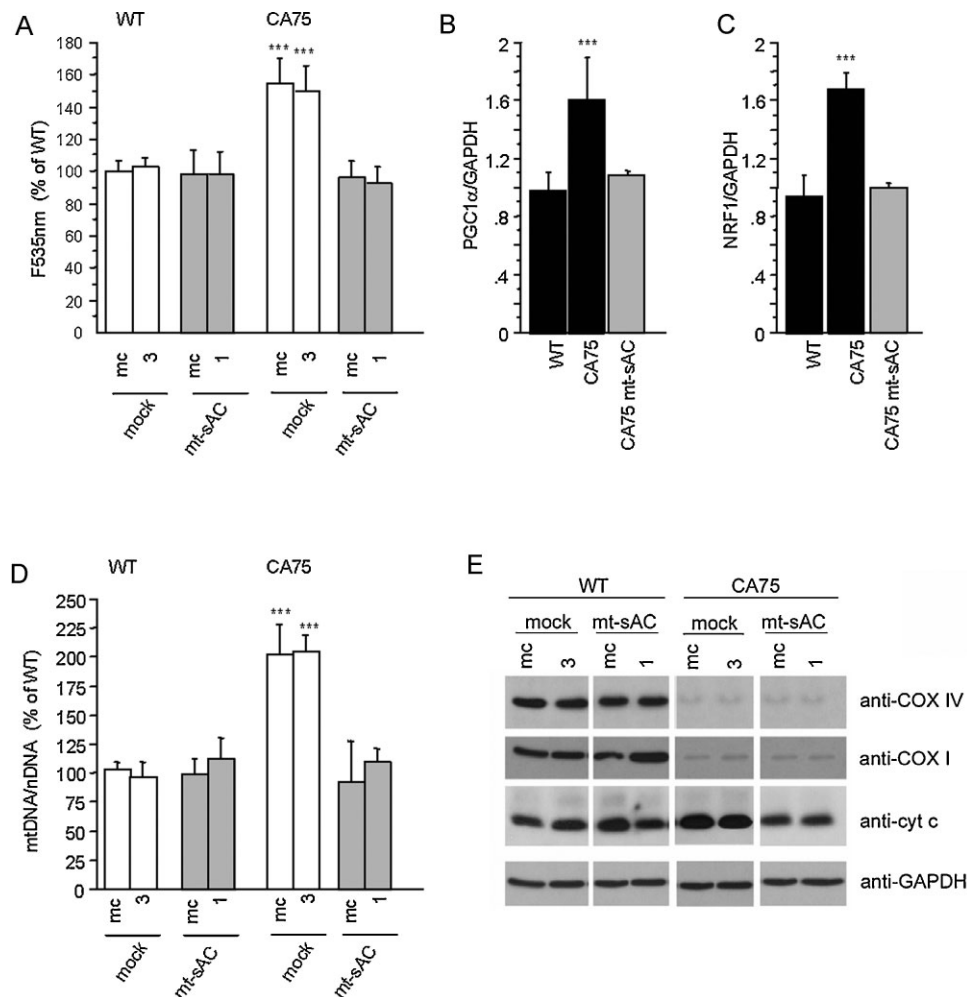 A
WT CA75
F535nm (% of WT)
180
160
140
120
100
80
60
40
20
0
*** ***
mc 3 mc 1 mc 3 mc 1
mock mt-sAC mock mt-sAC
B
PGC1α/GAPDH
2
1.6
1.2
.8
.4
0
***
WT CA75 CA75 mt-sAC
C
NRF1/GAPDH
2
1.6
1.2
.8
.4
0
***
WT CA75 CA75 mt-sAC
D
WT CA75
mtDNA/nDNA (% of WT)
250
225
200
175
150
125
100
75
50
25
0
*** ***
mc 3 mc 1 mc 3 mc 1
mock mt-sAC mock mt-sAC
E
WT CA75
mock mt-sAC mock mt-sAC
mc 3 mc 1 mc 3 mc 1
anti-COX IV
anti-COX I
anti-cyt c
anti-GAPDH